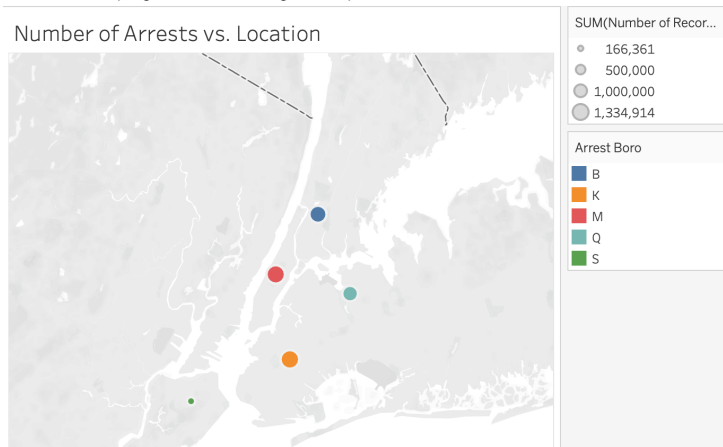 Number of Arrests vs. Location
SUM(Number of Recor...
166,361
500,000
1,000,000
1,334,914
Arrest Boro
B
K
M
Q
S